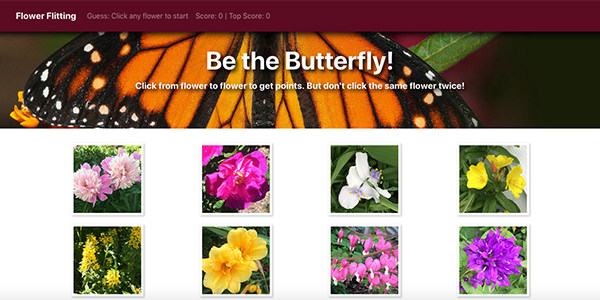 Flower Flitting Guess: Click any flower to start Score: 0 | Top Score: 0
Be the Butterfly!
Click from flower to flower to get points. But don't click the same flower twice!